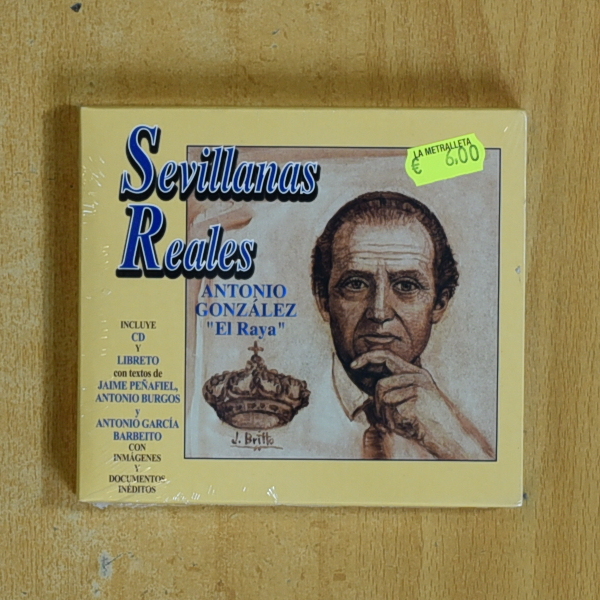 Sevillanas
Reales
LA METRALLETA
€ 6,00
ANTONIO
GONZÁLEZ
"El Raya"
INCLUYE
CD
Y
LIBRETO
con textos de
JAIME PEÑAFIEL,
ANTONIO BURGOS
y
ANTONIO GARCÍA
BARBEITO
CON
INMÁGENES
Y
DOCUMENTOS
INÉDITOS
J. Britto